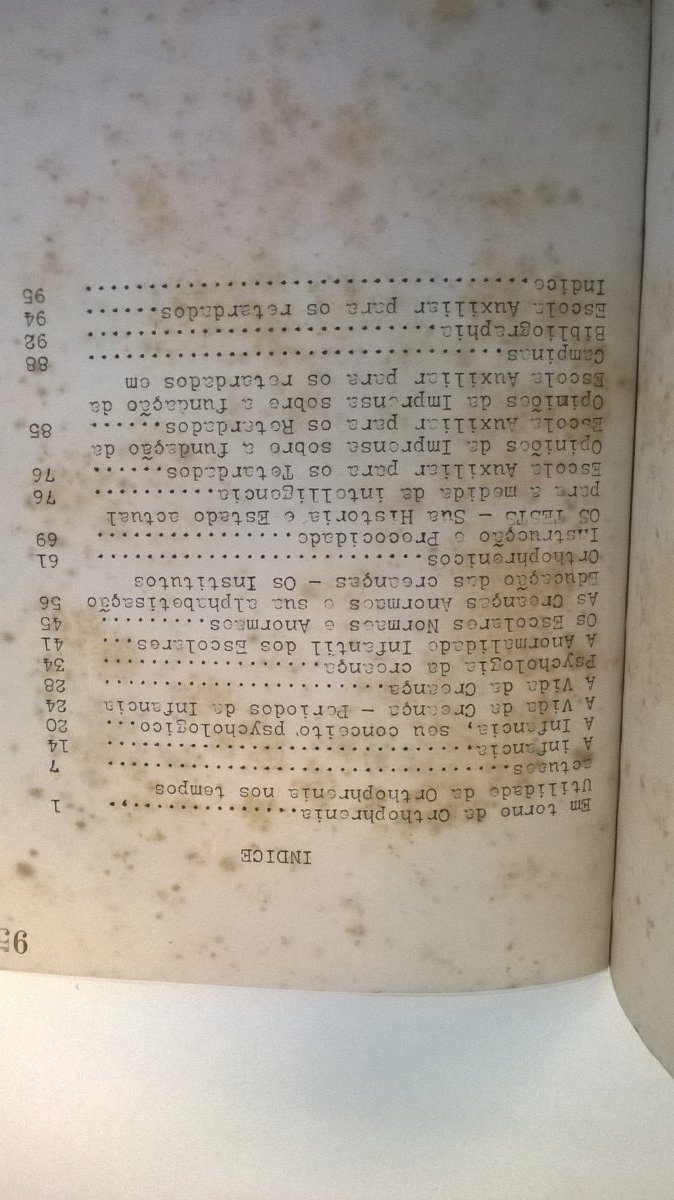 95
INDICE
Em torno da Orthophrenia................ 1
Utilidade da Orthophrenia nos tempos
actuaes................................ 7
A infancia............................. 14
A Infancia, seu conceito psychologico... 20
A Vida da Creança - Periodos da Infancia 24
A Vida da Creança...................... 28
Psychologia da creança................. 34
A Anormalidade Infantil dos Escolares... 41
Os Escolares Normaes e Anormaes......... 45
As Creanças Anormaes e sua alphabetisação 56
Educação das creanças - Os Institutos
Orthophrenicos......................... 61
Instrucção e Precocidade............... 69
OS TESTS - Sua Historia e Estado actual
para a medida da intelligencia.......... 76
Escola Auxiliar para os Tetardados...... 76
Opiniões da Imprensa sobre a fundação da
Escola Auxiliar para os Retardados...... 85
Opiniões da Imprensa sobre a fundação da
Escola Auxiliar para os retardados em
Campinas............................... 88
Bibliographia.......................... 92
Escola Auxiliar para os retardados...... 94
Indice................................. 95